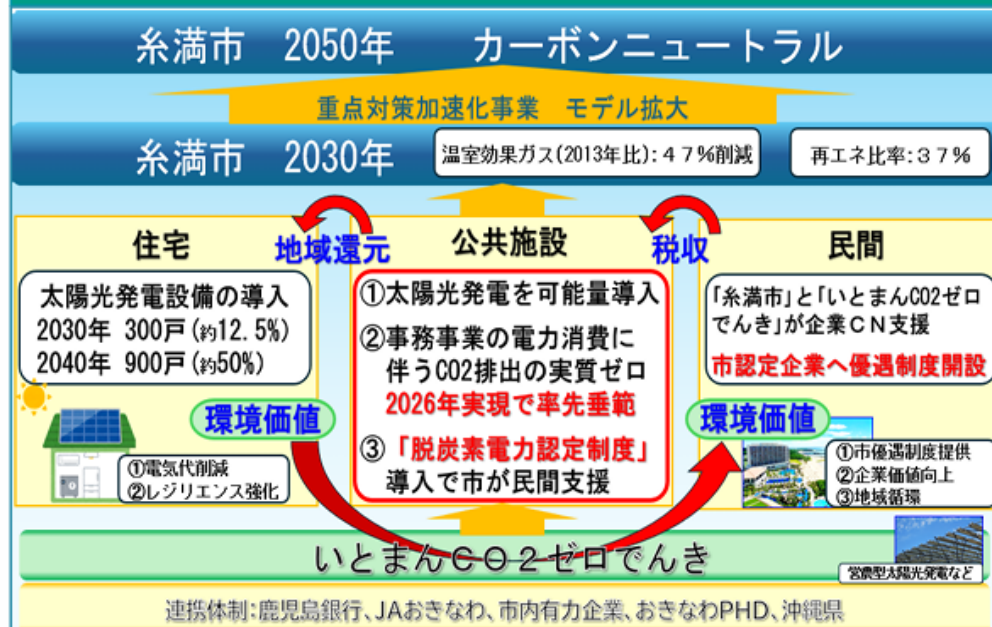 糸満市 2050年 カーボンニュートラル
重点対策加速化事業 モデル拡大
糸満市 2030年
温室効果ガス(2013年比):47%削減
再エネ比率:37%
地域還元
税収
住宅
太陽光発電設備の導入
2030年 300戸(約12.5%)
2040年 900戸(約50%)
環境価値
①電気代削減
②レジリエンス強化
公共施設
①太陽光発電を可能量導入
②事務事業の電力消費に
伴うCO2排出の実質ゼロ
2026年実現で率先垂範
③「脱炭素電力認定制度」
導入で市が民間支援
民間
「糸満市」と「いとまんCO2ゼロ
でんき」が企業CN支援
市認定企業へ優遇制度開設
環境価値
①市優遇制度提供
②企業価値向上
③地域循環
いとまんCO2ゼロでんき
営農型太陽光発電など
連携体制:鹿児島銀行、JAおきなわ、市内有力企業、おきなわPHD、沖縄県